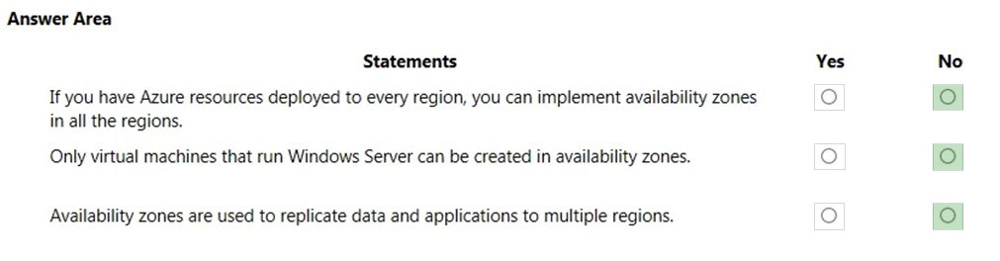 Answer Area
Statements Yes No
If you have Azure resources deployed to every region, you can implement availability zones
in all the regions.
Only virtual machines that run Windows Server can be created in availability zones.
Availability zones are used to replicate data and applications to multiple regions.